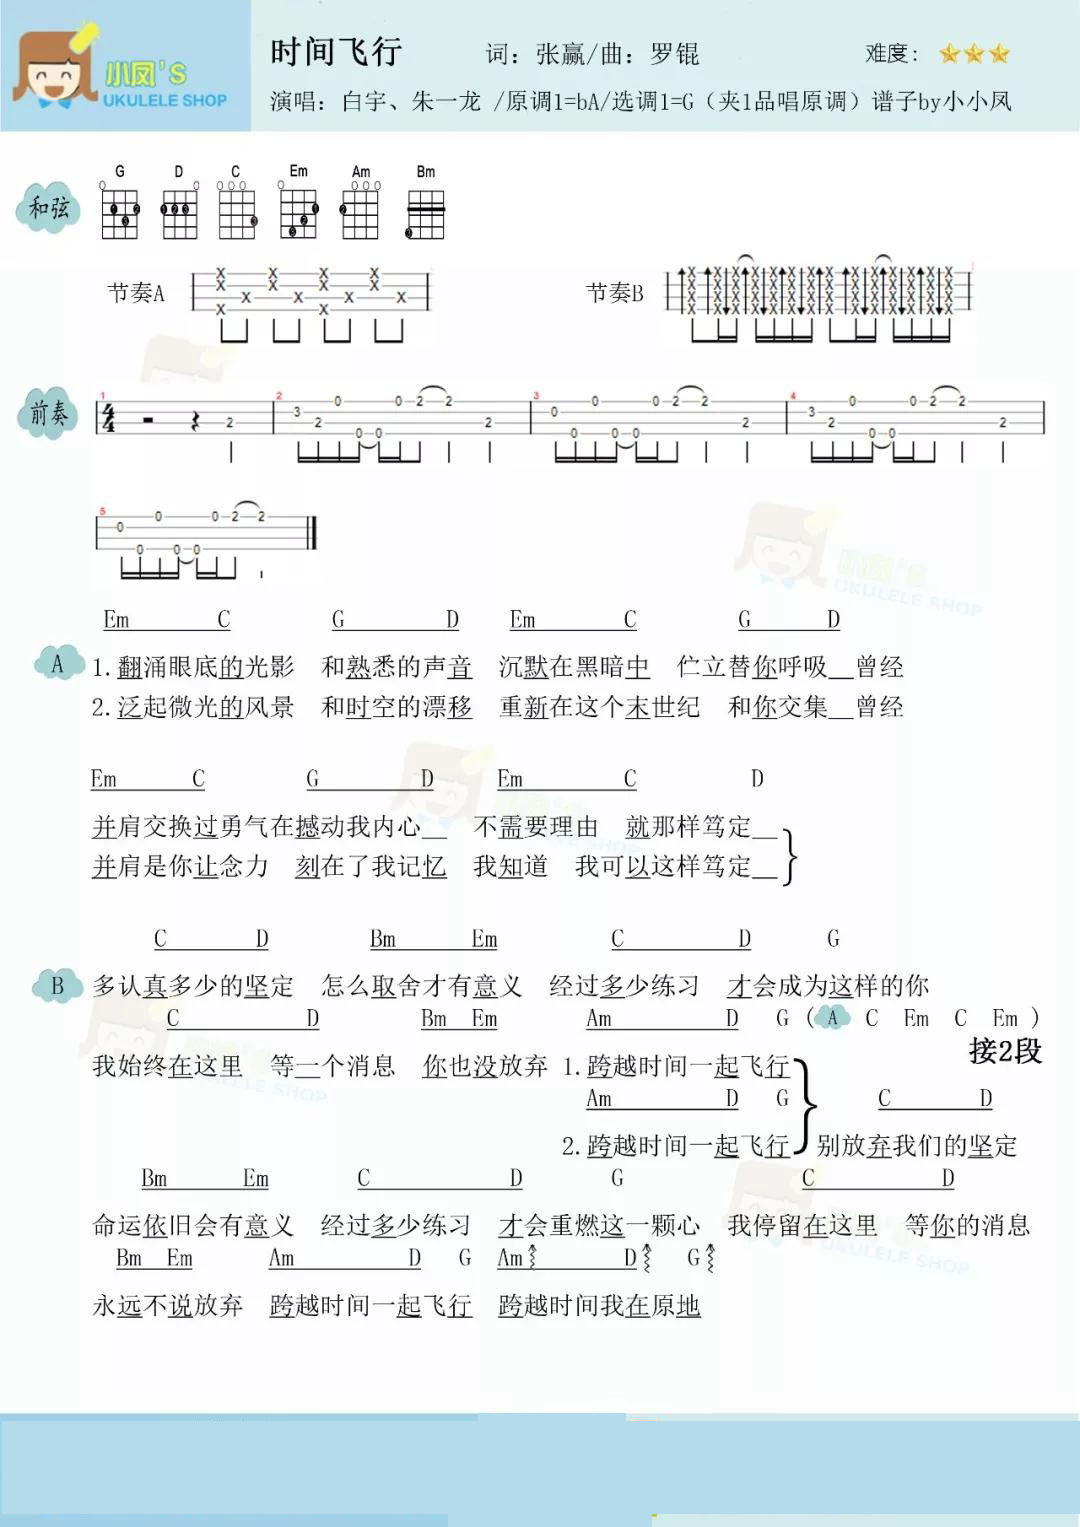 小凤's
UKULELE SHOP
时间飞行 词：张赢/曲：罗锟 难度：
演唱：白宇、朱一龙 /原调1=bA/选调1=G（夹1品唱原调）谱子by小小凤
和弦 G D C Em Am Bm
节奏A 节奏B
前奏
Em C G D Em C G D
A 1.翻涌眼底的光影 和熟悉的声音 沉默在黑暗中 伫立替你呼吸__曾经
2.泛起微光的风景 和时空的漂移 重新在这个末世纪 和你交集__曾经
Em C G D Em C D
并肩交换过勇气在撼动我内心__ 不需要理由 就那样笃定__
并肩是你让念力 刻在了我记忆 我知道 我可以这样笃定__
C D Bm Em C D G
B 多认真多少的坚定 怎么取舍才有意义 经过多少练习 才会成为这样的你
C D Bm Em Am D G (A C Em C Em )
接2段
我始终在这里 等一个消息 你也没放弃 1.跨越时间一起飞行
Am D G C D
2.跨越时间一起飞行 别放弃我们的坚定
Bm Em C D G C D
命运依旧会有意义 经过多少练习 才会重燃这一颗心 我停留在这里 等你的消息
Bm Em Am D G Am D G
永远不说放弃 跨越时间一起飞行 跨越时间我在原地